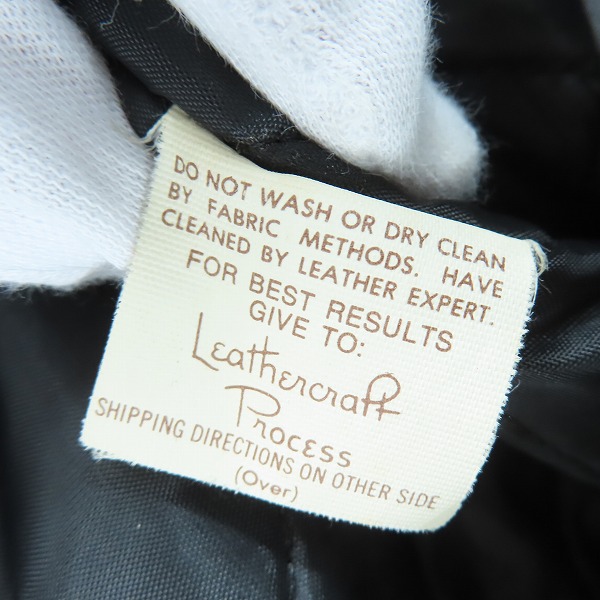 DO NOT WASH OR DRY CLEAN
BY FABRIC METHODS. HAVE
CLEANED BY LEATHER EXPERT.
FOR BEST RESULTS
GIVE TO:
Leathercraft
Process
SHIPPING DIRECTIONS ON OTHER SIDE
(Over)